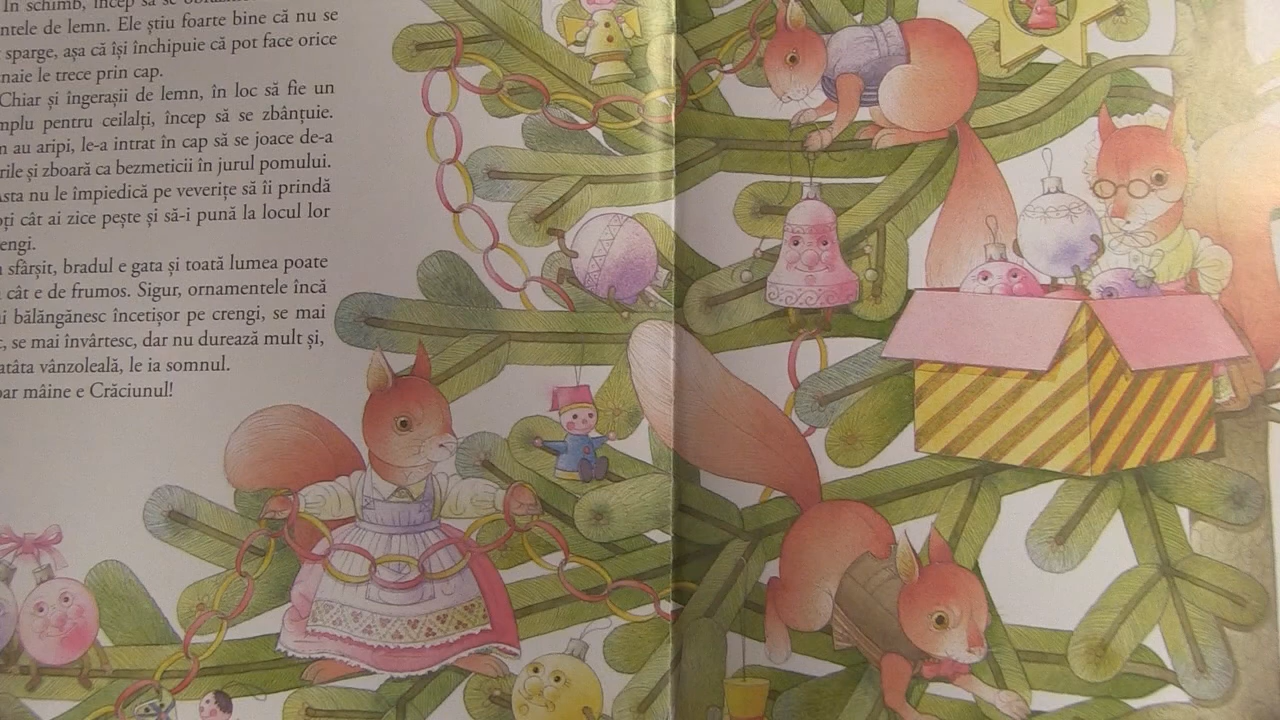 În schimb, încep să se
ntele de lemn. Ele știu foarte bine că nu se
sparge, așa că își închipuie că pot face orice
naie le trece prin cap.
Chiar și îngerașii de lemn, în loc să fie un
mplu pentru ceilalți, încep să se zbânțuie.
n au aripi, le-a intrat în cap să se joace de-a
rile și zboară ca bezmeticii în jurul pomului.
sta nu le împiedică pe veverițe să îi prindă
ți cât ai zice pește și să-i pună la locul lor
engi.
sfârșit, bradul e gata și toată lumea poate
cât e de frumos. Sigur, ornamentele încă
i bălăngănesc încetișor pe crengi, se mai
, se mai învârtesc, dar nu durează mult și,
atâta vânzoleală, le ia somnul.
oar mâine e Crăciunul!